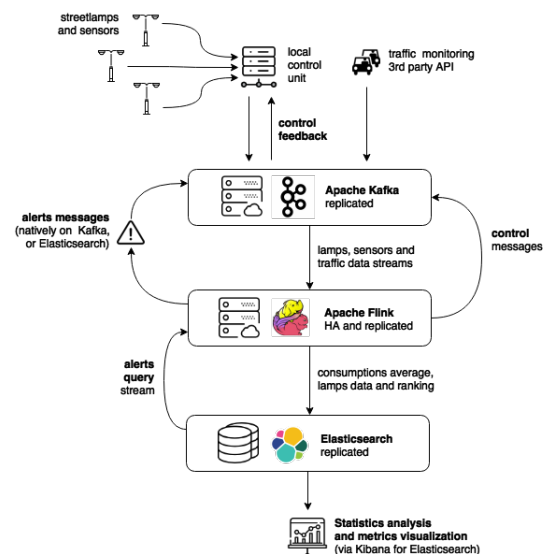 streetlamps
and sensors
local
control
unit
traffic monitoring
3rd party API
control
feedback
Apache Kafka
replicated
alerts messages
(natively on Kafka,
or Elasticsearch)
control
messages
lamps, sensors and
traffic data streams
Apache Flink
HA and replicated
alerts
query
stream
consumptions average,
lamps data and ranking
Elasticsearch
replicated
Statistics analysis
and metrics visualization
(via Kibana for Elasticsearch)